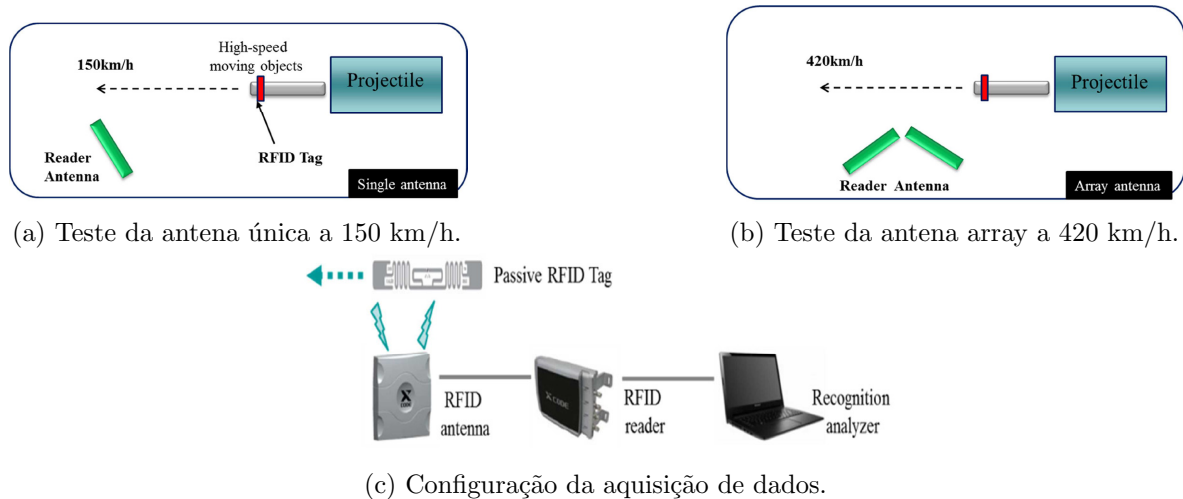 High-speed
moving objects
150km/h
Projectile
Reader
Antenna
RFID Tag
Single antenna
(a) Teste da antena única a 150 km/h.
420km/h
Projectile
Reader Antenna
Array antenna
(b) Teste da antena array a 420 km/h.
Passive RFID Tag
X
CODE
RFID
antenna
X CODE
RFID
reader
Recognition
analyzer
(c) Configuração da aquisição de dados.